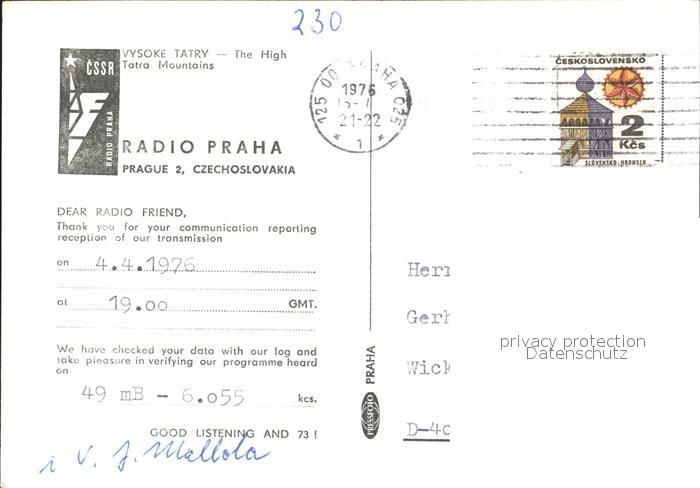 230
ČSSR
RADIO PRAHA
VYSOKE TATRY — The High
Tatra Mountains
RADIO PRAHA
PRAGUE 2, CZECHOSLOVAKIA
125 00 PRAHA 025
1976
21-22
* 1 *
ČESKOSLOVENSKO
2
Kčs
SLOVENSKO-HRONSEK
DEAR RADIO FRIEND,
Thank you for your communication reporting
reception of our transmission
on 4.4.1976
at 19.00 GMT.
We have checked your data with our log and
take pleasure in verifying our programme heard
on
49 mB - 6.055 kcs.
GOOD LISTENING AND 73 !
PRESSFOTO PRAHA
Herr
Gerh
Wick
D-40
privacy protection
Datenschutz